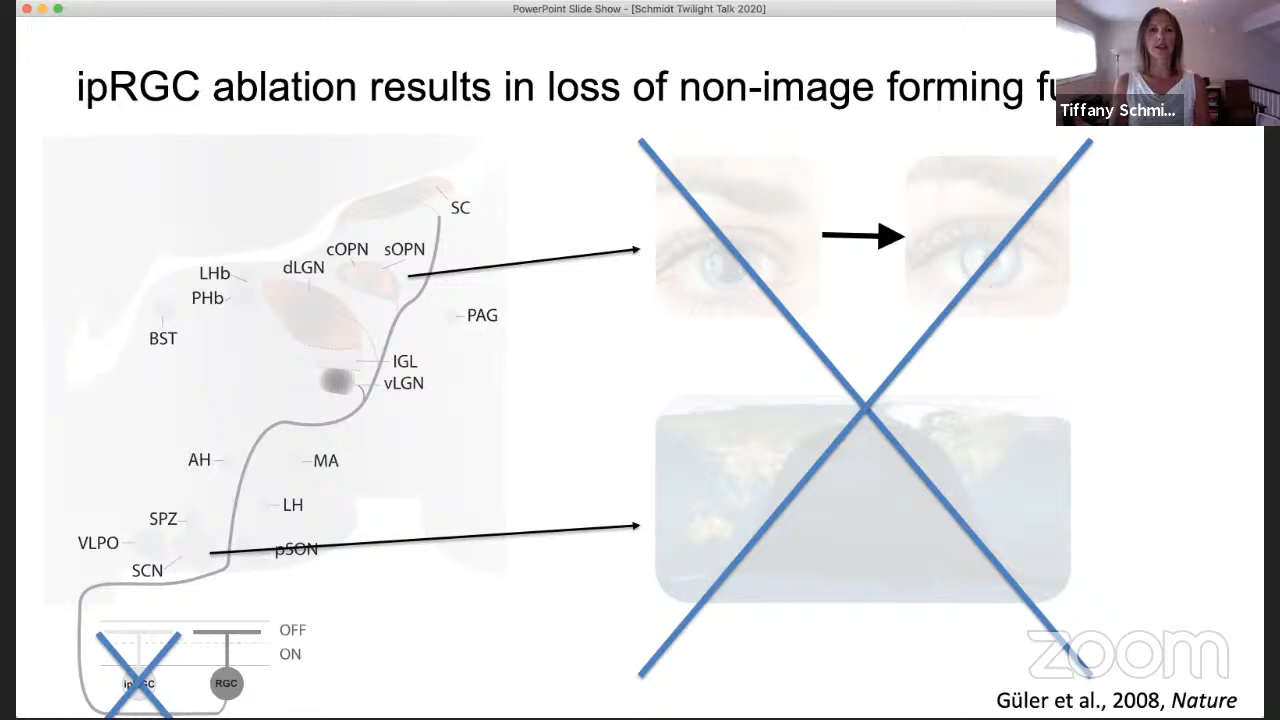 PowerPoint Slide Show - [Schmidt Twilight Talk 2020]
ipRGC ablation results in loss of non-image forming fu
Tiffany Schmi...
SC
cOPN sOPN
LHb
dLGN
PHb
PAG
BST
IGL
vLGN
AH
MA
LH
SPZ
VLPO
pSON
SCN
OFF
ON
ipRGC
RGC
zoom
Güler et al., 2008, Nature